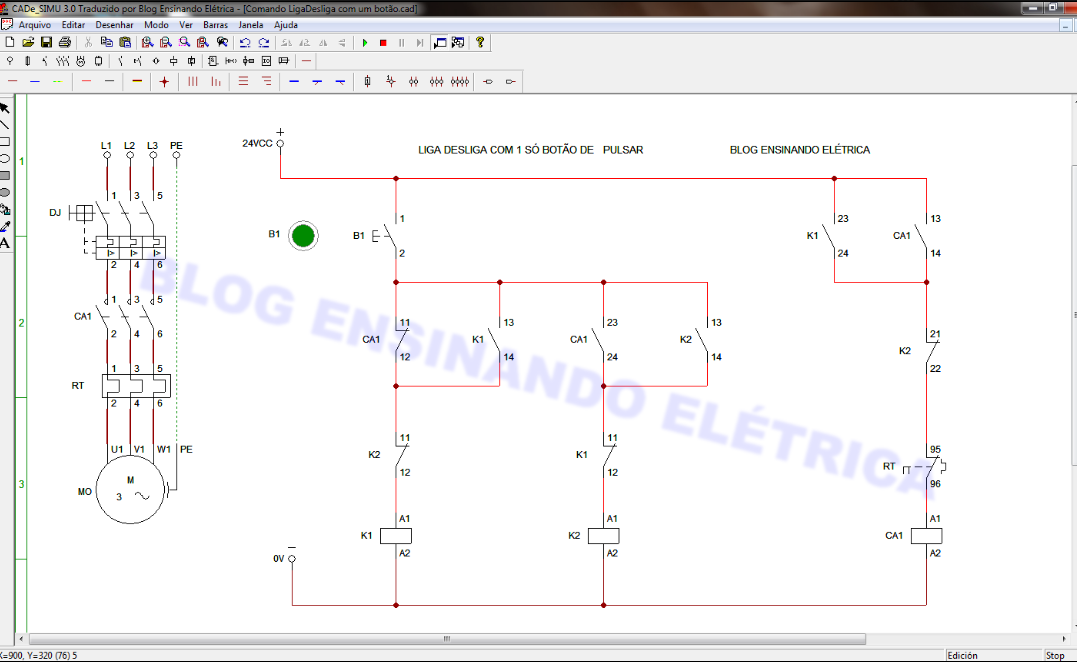 CADe_SIMU 3.0 Traduzido por Blog Ensinando Elétrica - [Comando LigaDesliga com um botão.cad]
Arquivo Editar Desenhar Modo Ver Barras Janela Ajuda
1
2
3
L1 L2 L3 PE
DJ
1 3 5
2 4 6
CA1
1 3 5
2 4 6
RT
1 3 5
2 4 6
U1 V1 W1 PE
MO
M
3
24VCC
+
LIGA DESLIGA COM 1 SÓ BOTÃO DE PULSAR
BLOG ENSINANDO ELÉTRICA
B1
B1
1
2
K1
23
24
CA1
13
14
CA1
11
12
K1
13
14
CA1
23
24
K2
13
14
K2
21
22
K2
11
12
K1
11
12
RT
95
96
K1
A1
A2
K2
A1
A2
CA1
A1
A2
0V
BLOG ENSINANDO ELÉTRICA
X=900, Y=320 (76) 5
Edición
Stop